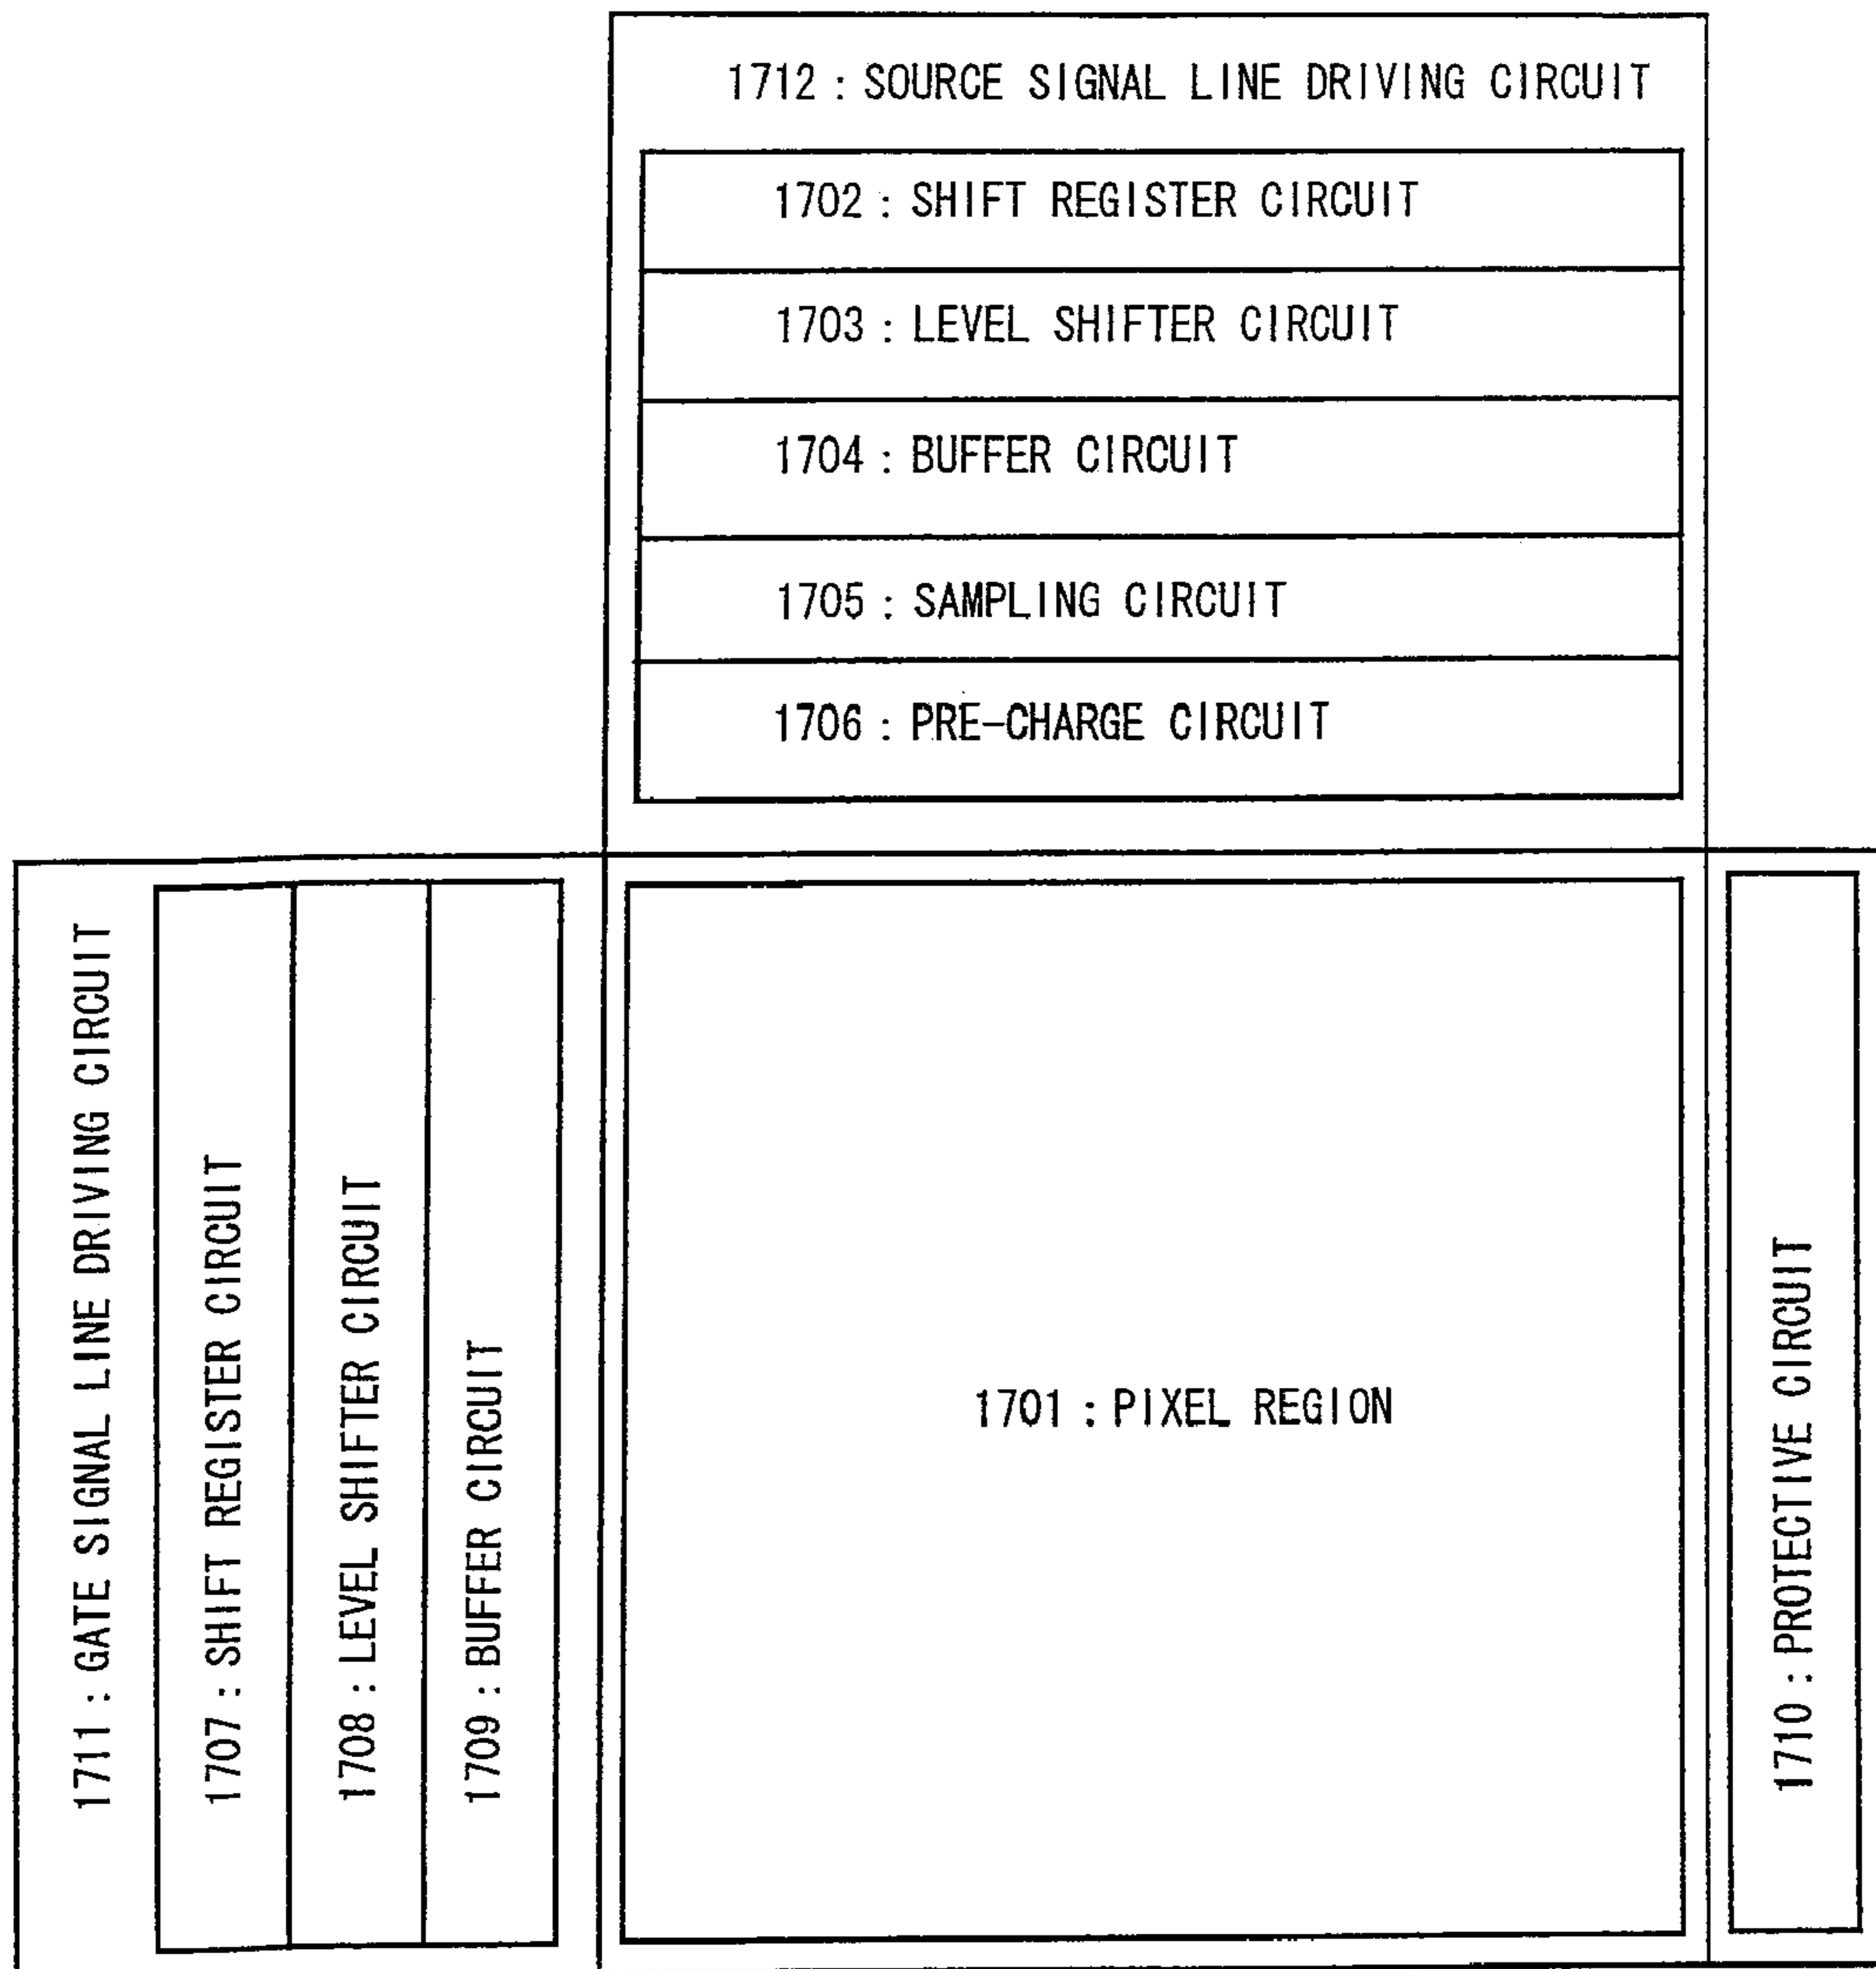 1712 : SOURCE SIGNAL LINE DRIVING CIRCUIT
1702 : SHIFT REGISTER CIRCUIT
1703 : LEVEL SHIFTER CIRCUIT
1704 : BUFFER CIRCUIT
1705 : SAMPLING CIRCUIT
1706 : PRE-CHARGE CIRCUIT
1711 : GATE SIGNAL LINE DRIVING CIRCUIT
1707 : SHIFT REGISTER CIRCUIT
1708 : LEVEL SHIFTER CIRCUIT
1709 : BUFFER CIRCUIT
1701 : PIXEL REGION
1710 : PROTECTIVE CIRCUIT